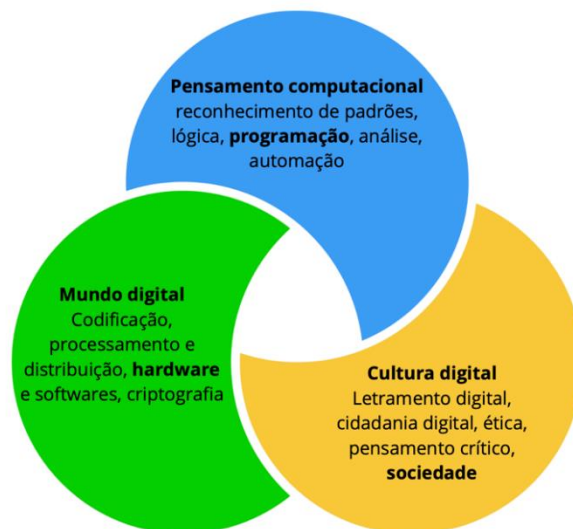 Pensamento computacional
reconhecimento de padrões,
lógica, programação, análise,
automação
Mundo digital
Codificação,
processamento e
distribuição, hardware
e softwares, criptografia
Cultura digital
Letramento digital,
cidadania digital, ética,
pensamento crítico,
sociedade